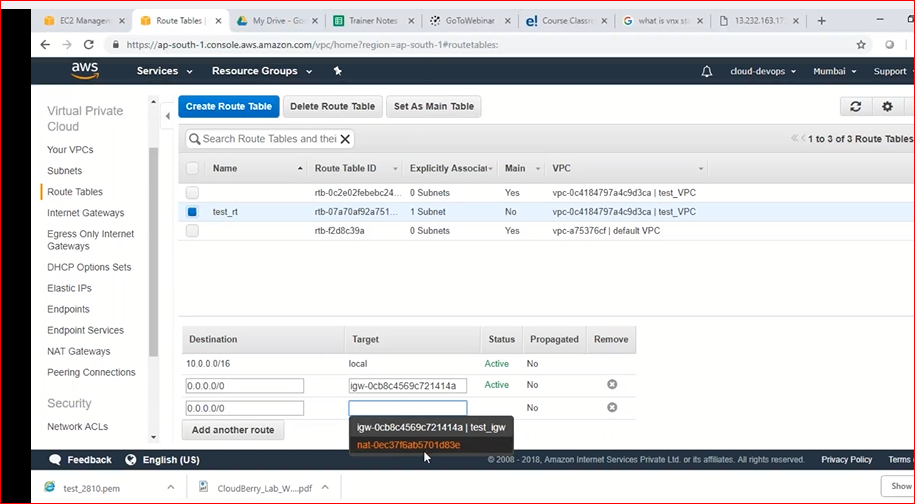 EC2 Managem
Route Tables |
My Drive - Goo
Trainer Notes
GoToWebinar
Course Classro
what is vnx sta
13.232.163.17
https://ap-south-1.console.aws.amazon.com/vpc/home?region=ap-south-1#routetables:
aws
Services
Resource Groups
cloud-devops
Mumbai
Support
Virtual Private
Cloud
Your VPCs
Subnets
Route Tables
Internet Gateways
Egress Only Internet
Gateways
DHCP Options Sets
Elastic IPs
Endpoints
Endpoint Services
NAT Gateways
Peering Connections
Security
Network ACLs
Create Route Table
Delete Route Table
Set As Main Table
Search Route Tables and thei
1 to 3 of 3 Route Tables
Name Route Table ID Explicitly Associat Main VPC
rtb-0c2e02febebc24... 0 Subnets Yes vpc-0c4184797a4c9d3ca | test_VPC
test_rt rtb-07a70af92a751... 1 Subnet No vpc-0c4184797a4c9d3ca | test_VPC
rtb-f2d8c39a 0 Subnets Yes vpc-a75376cf | default VPC
Destination Target Status Propagated Remove
10.0.0.0/16 local Active No
0.0.0.0/0 igw-0cb8c4569c721414a Active No
0.0.0.0/0 No
Add another route
igw-0cb8c4569c721414a | test_igw
nat-0ec37f6ab5701d83e
Feedback
English (US)
© 2008 - 2018, Amazon Internet Services Private Ltd. or its affiliates. All rights reserved.
Privacy Policy
Terms
test_2810.pem
CloudBerry_Lab_W....pdf
Show